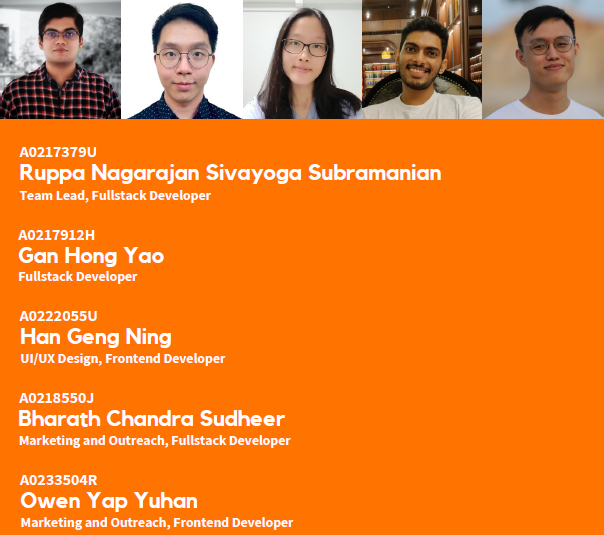 A0217379U
Ruppa Nagarajan Sivayoga Subramanian
Team Lead, Fullstack Developer
A0217912H
Gan Hong Yao
Fullstack Developer
A0222055U
Han Geng Ning
UI/UX Design, Frontend Developer
A0218550J
Bharath Chandra Sudheer
Marketing and Outreach, Fullstack Developer
A0233504R
Owen Yap Yuhan
Marketing and Outreach, Frontend Developer